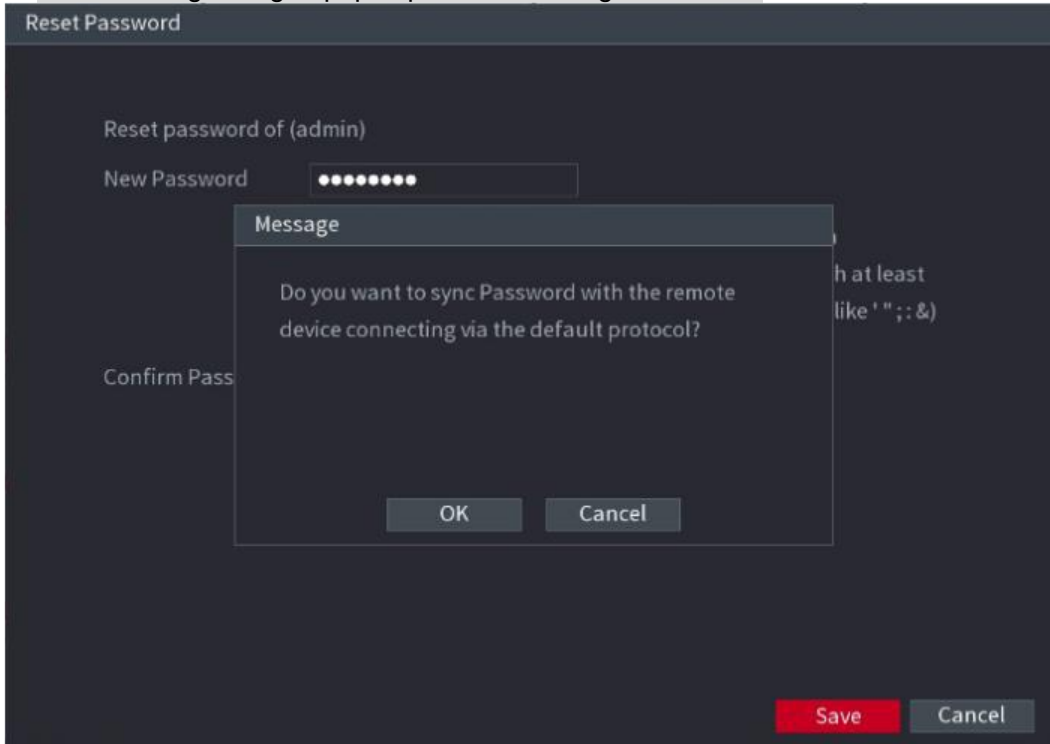 Reset Password
Reset password of (admin)
New Password ●●●●●●●●
Message
Do you want to sync Password with the remote
device connecting via the default protocol?
h at least
like ' " ; : &)
Confirm Pass
OK Cancel
Save Cancel